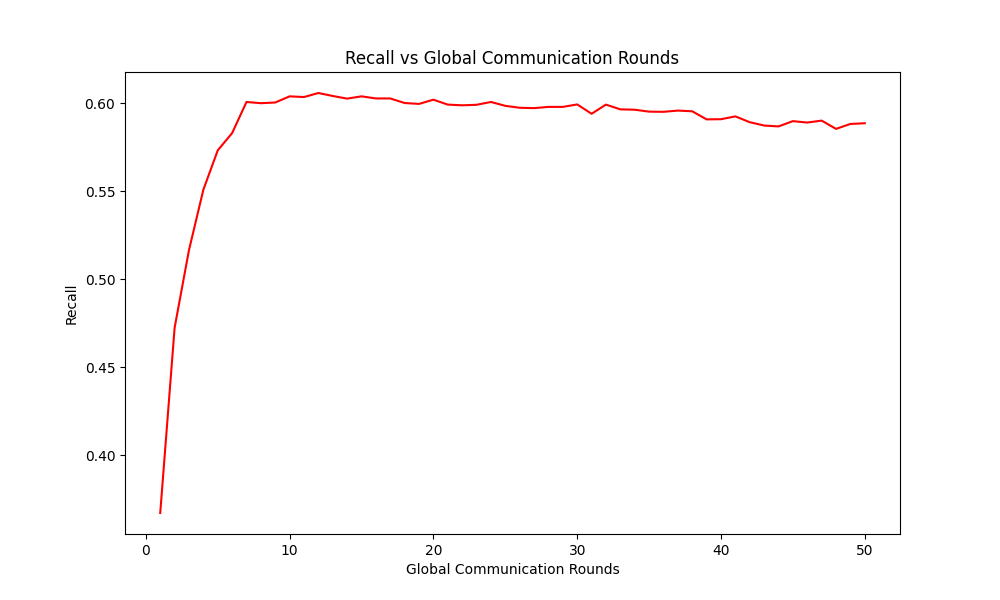 Recall vs Global Communication Rounds
0.60
0.55
0.50
0.45
0.40
Recall
0 10 20 30 40 50
Global Communication Rounds